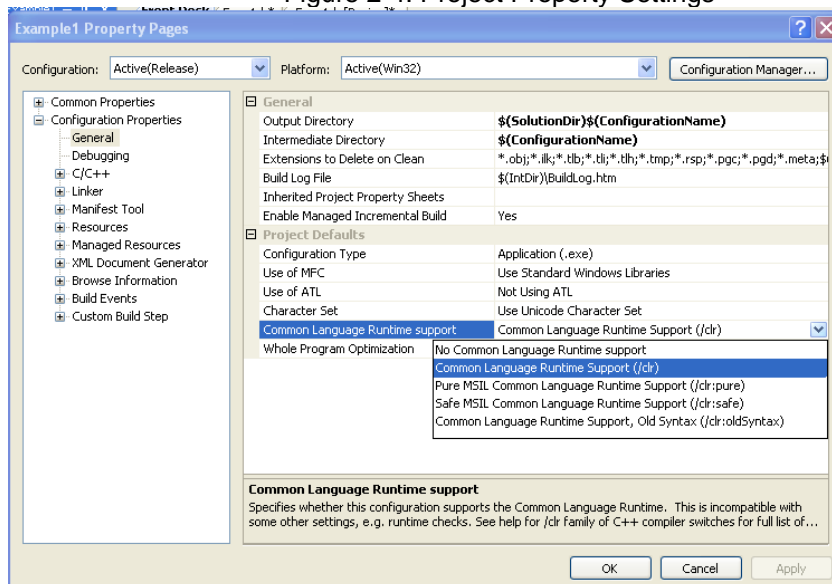 Figure 2-4. Project Property Settings
Example1 Property Pages
Configuration: Active(Release) Platform: Active(Win32) Configuration Manager...
Common Properties
Configuration Properties
General
Debugging
C/C++
Linker
Manifest Tool
Resources
Managed Resources
XML Document Generator
Browse Information
Build Events
Custom Build Step
General
Output Directory $(SolutionDir)$(ConfigurationName)
Intermediate Directory $(ConfigurationName)
Extensions to Delete on Clean *.obj;*.ilk;*.tlb;*.tli;*.tlh;*.tmp;*.rsp;*.pgc;*.pgd;*.meta;
Build Log File $(IntDir)\BuildLog.htm
Inherited Project Property Sheets
Enable Managed Incremental Build Yes
Project Defaults
Configuration Type Application (.exe)
Use of MFC Use Standard Windows Libraries
Use of ATL Not Using ATL
Character Set Use Unicode Character Set
Common Language Runtime support Common Language Runtime Support (/clr)
Whole Program Optimization
No Common Language Runtime support
Common Language Runtime Support (/clr)
Pure MSIL Common Language Runtime Support (/clr:pure)
Safe MSIL Common Language Runtime Support (/clr:safe)
Common Language Runtime Support, Old Syntax (/clr:oldSyntax)
Common Language Runtime support
Specifies whether this configuration supports the Common Language Runtime. This is incompatible with
some other settings, e.g. runtime checks. See help for /clr family of C++ compiler switches for full list of...
OK Cancel Apply